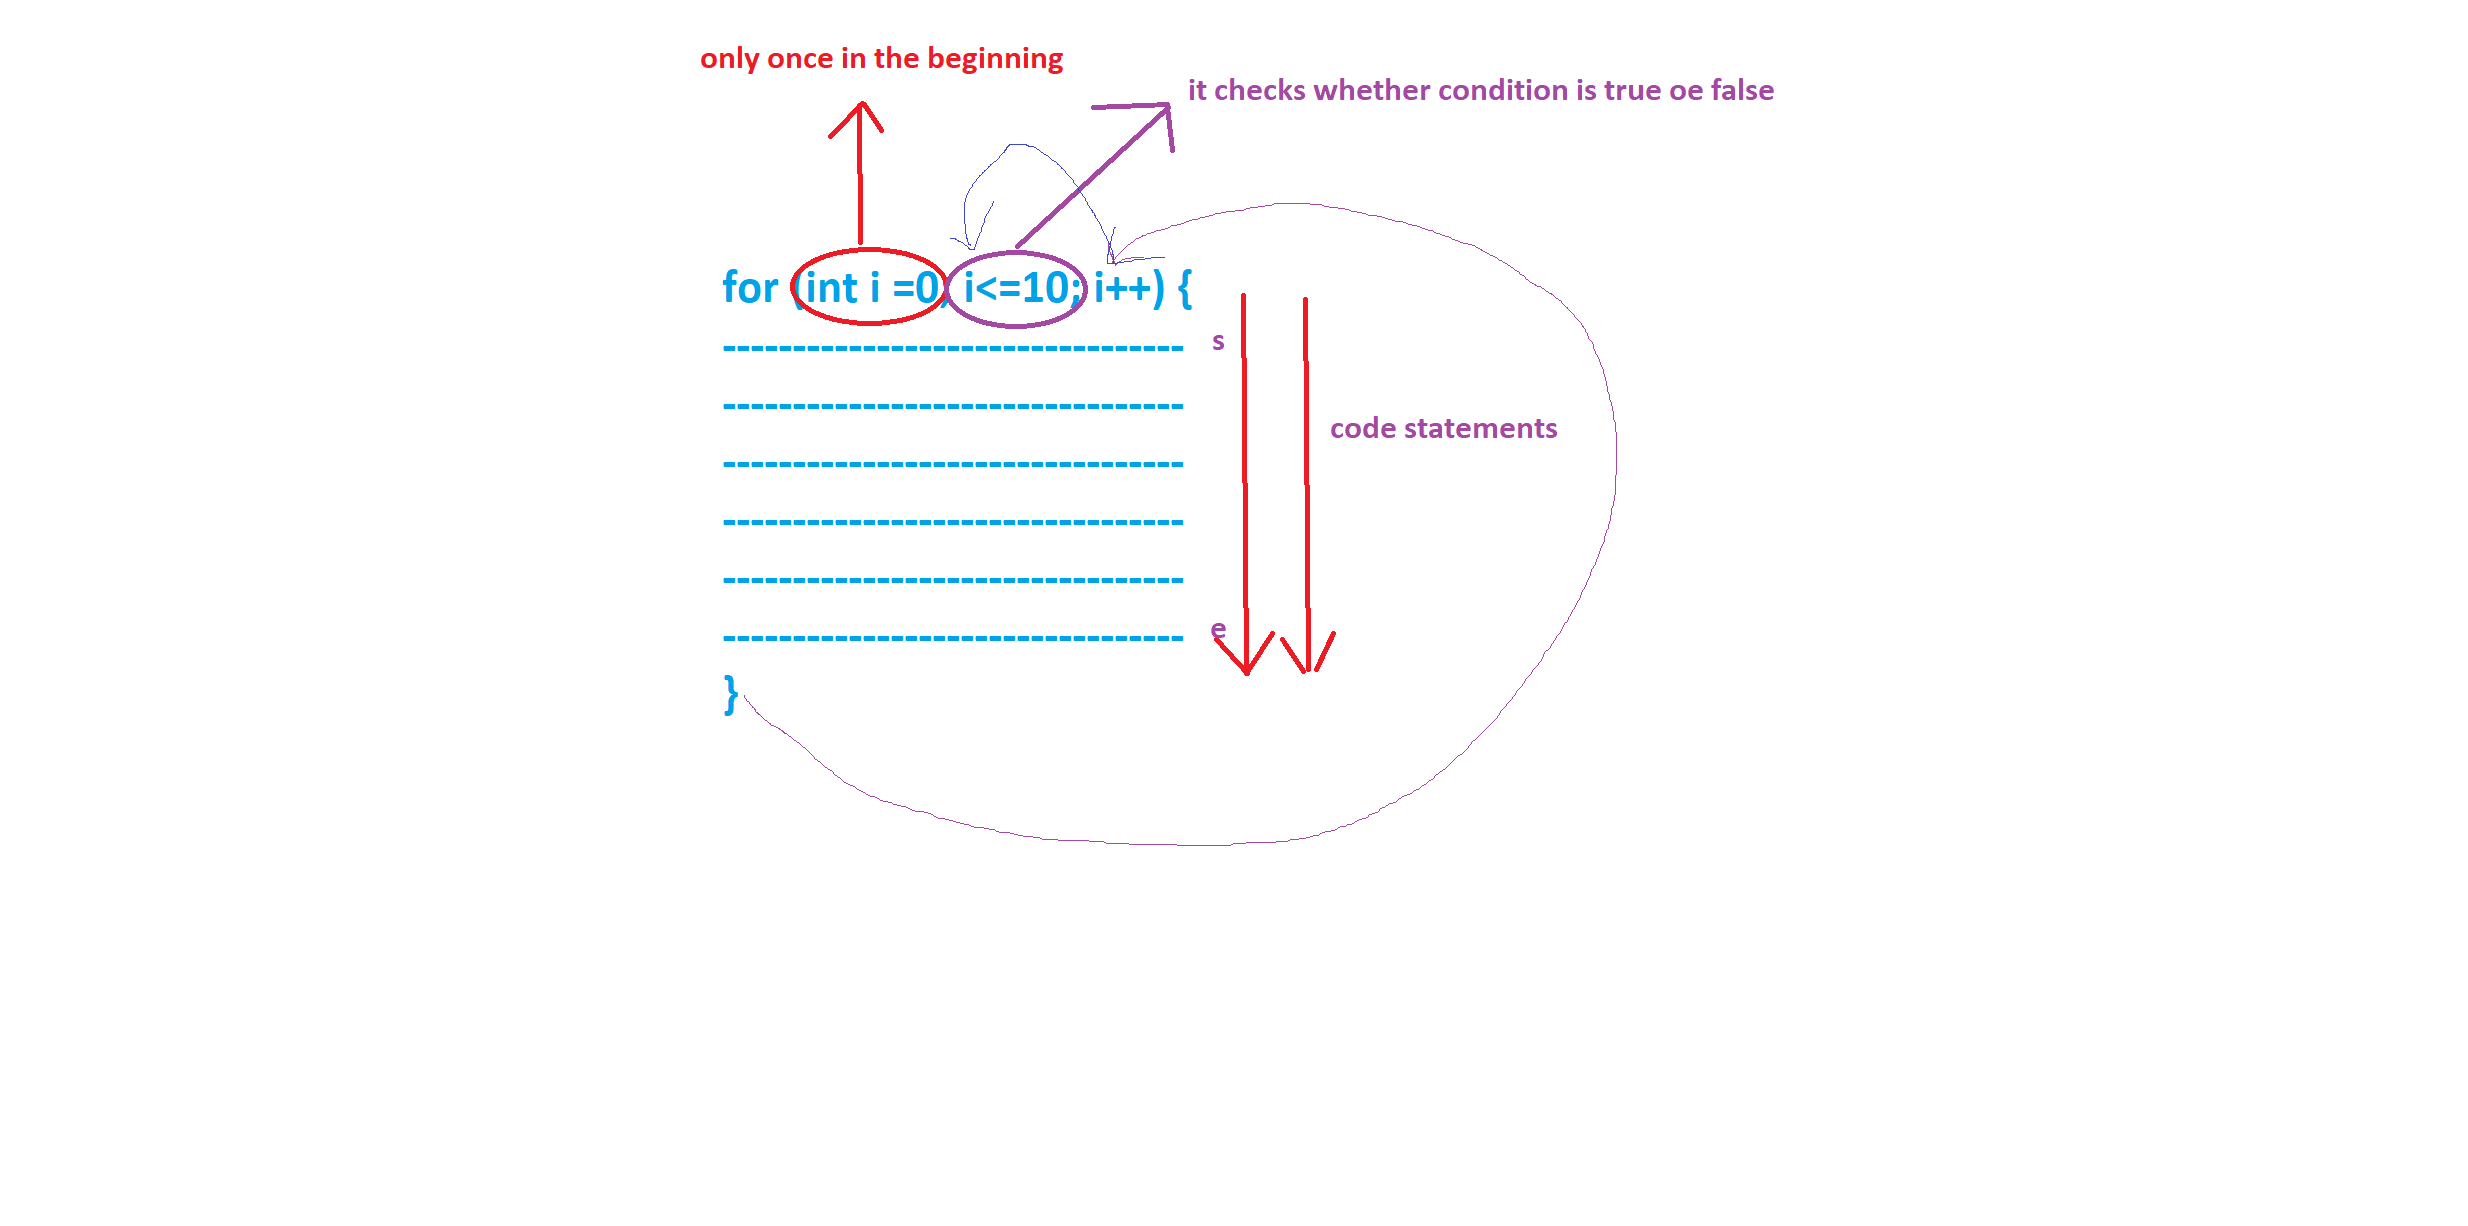 only once in the beginning
it checks whether condition is true oe false
for (int i =0; i<=10; i++) {
--------------------------------- s
---------------------------------
code statements
---------------------------------
---------------------------------
---------------------------------
--------------------------------- e
}